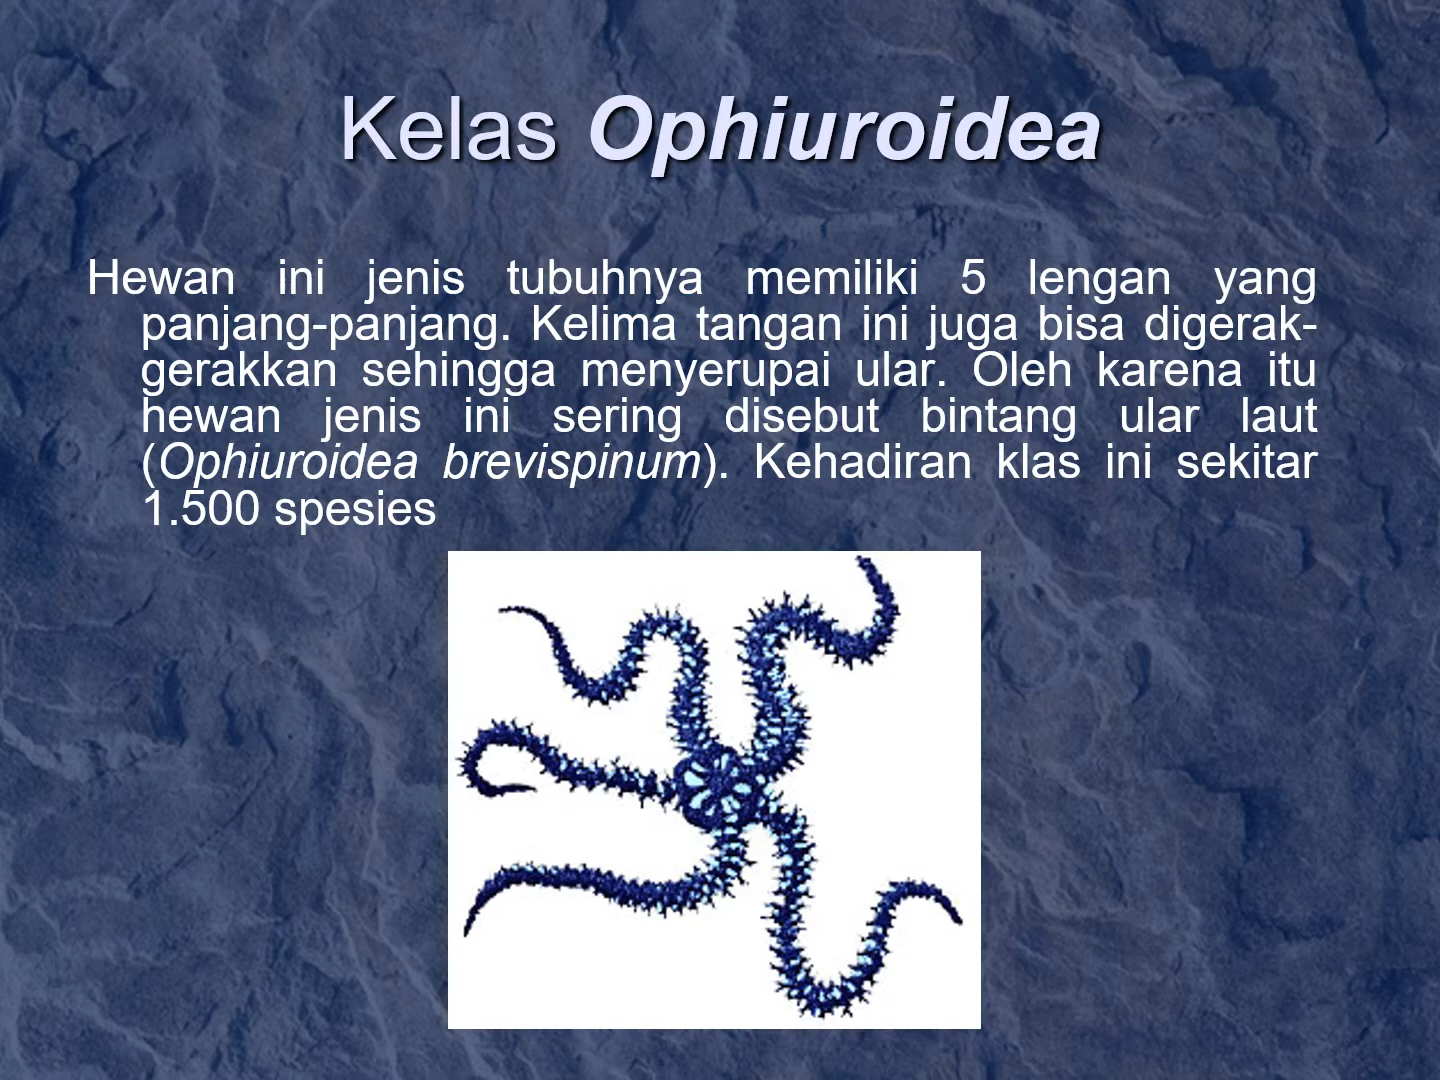 Kelas Ophiuroidea
Hewan ini jenis tubuhnya memiliki 5 lengan yang
panjang-panjang. Kelima tangan ini juga bisa digerak-
gerakkan sehingga menyerupai ular. Oleh karena itu
hewan jenis ini sering disebut bintang ular laut
(Ophiuroidea brevispinum). Kehadiran klas ini sekitar
1.500 spesies